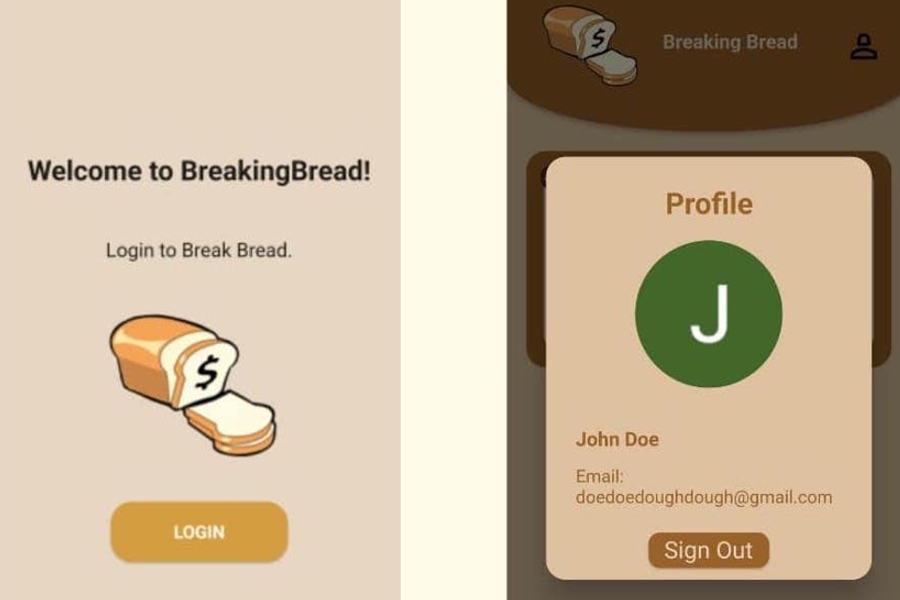 Welcome to BreakingBread!
Login to Break Bread.
$
LOGIN
$
Breaking Bread
Profile
J
John Doe
Email:
doedoedoughdough@gmail.com
Sign Out